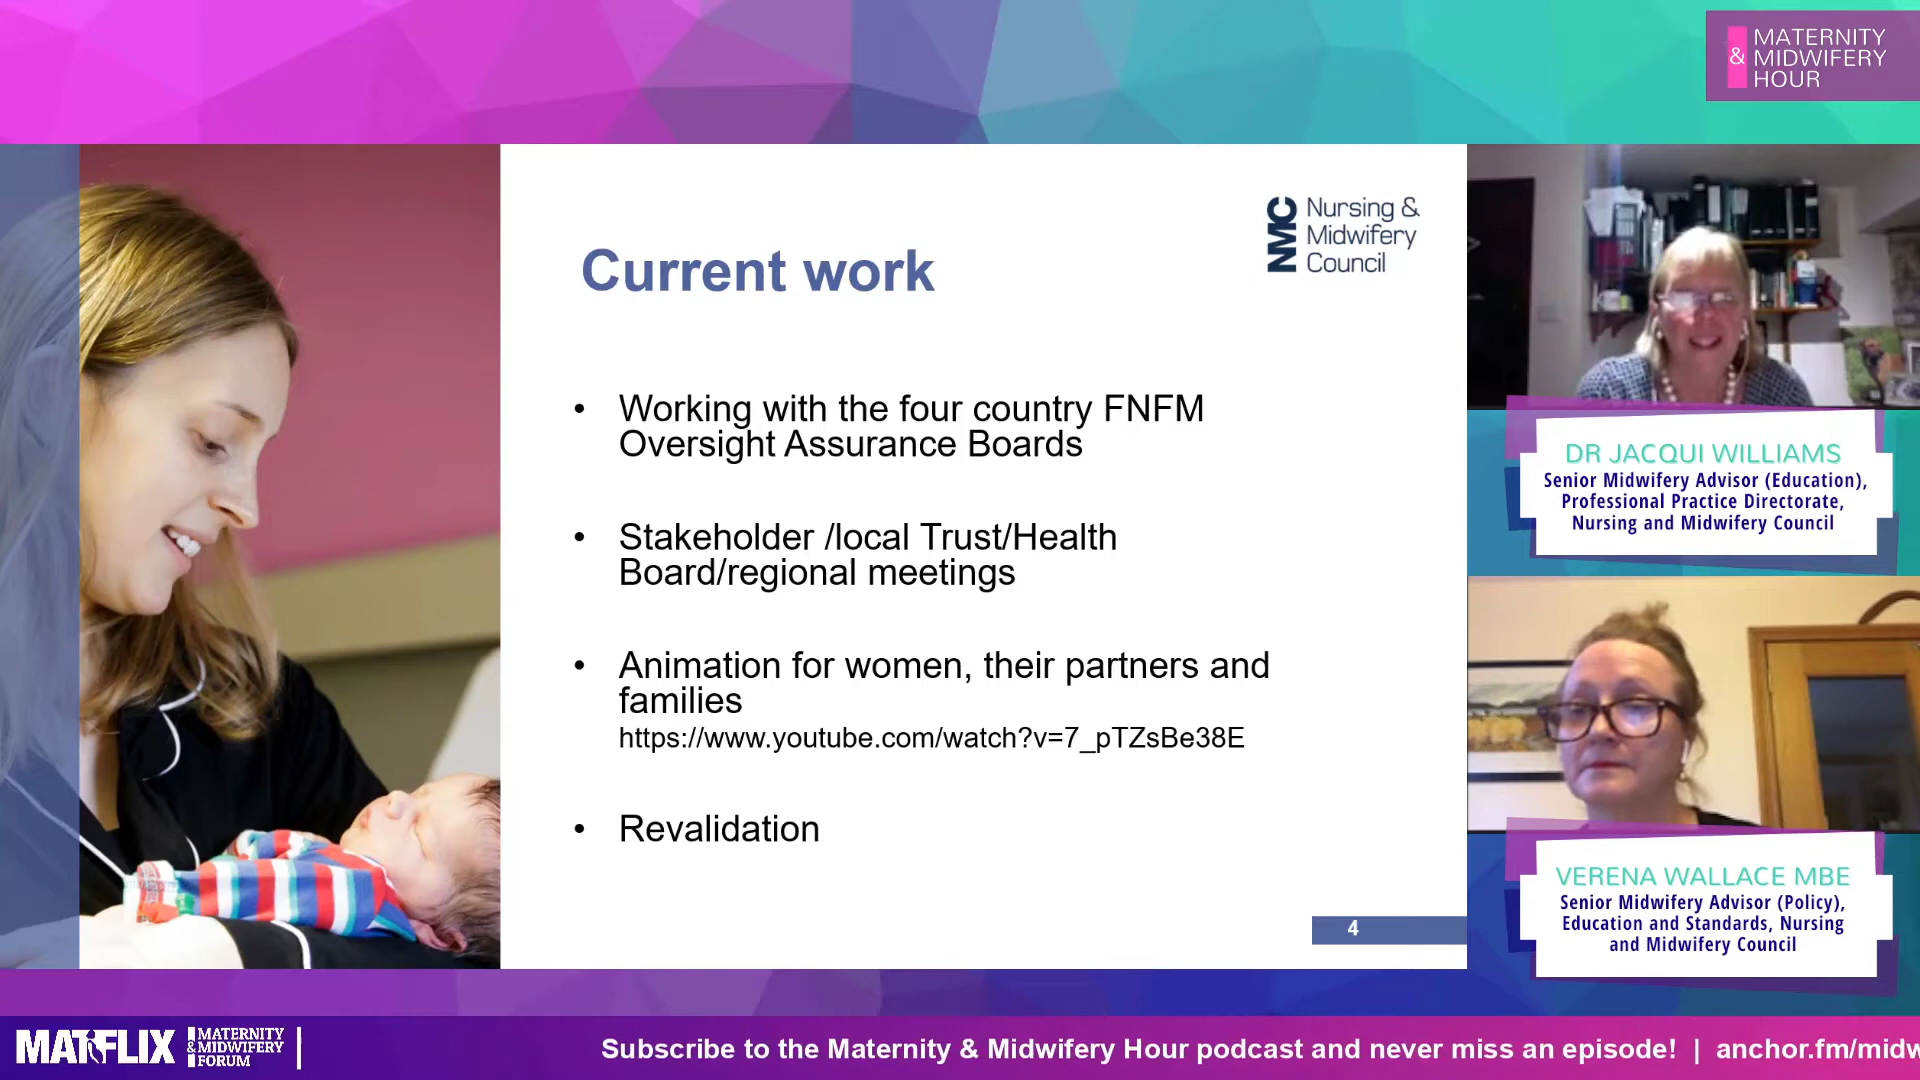 MATERNITY
& MIDWIFERY
HOUR
NMC
Nursing &
Midwifery
Council
Current work
• Working with the four country FNFM
Oversight Assurance Boards
• Stakeholder /local Trust/Health
Board/regional meetings
• Animation for women, their partners and
families
https://www.youtube.com/watch?v=7_pTZsBe38E
• Revalidation
4
DR JACQUI WILLIAMS
Senior Midwifery Advisor (Education),
Professional Practice Directorate,
Nursing and Midwifery Council
VERENA WALLACE MBE
Senior Midwifery Advisor (Policy),
Education and Standards, Nursing
and Midwifery Council
MATFLIX
MATERNITY
& MIDWIFERY
FORUM
Subscribe to the Maternity & Midwifery Hour podcast and never miss an episode! | anchor.fm/midw